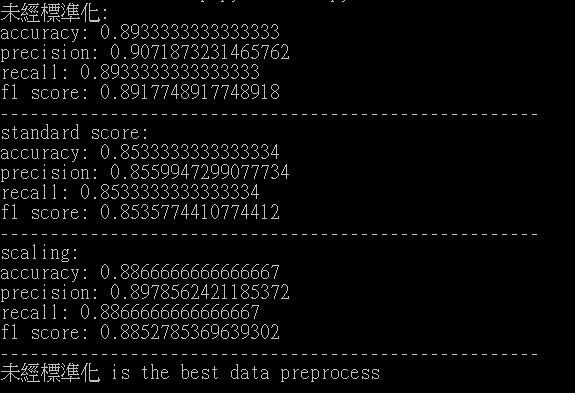 未經標準化:
accuracy: 0.8933333333333333
precision: 0.9071873231465762
recall: 0.8933333333333333
f1 score: 0.8917748917748918
------------------------------------------------------
standard score:
accuracy: 0.8533333333333334
precision: 0.8559947299077734
recall: 0.8533333333333334
f1 score: 0.8535774410774412
------------------------------------------------------
scaling:
accuracy: 0.8866666666666667
precision: 0.8978562421185372
recall: 0.8866666666666667
f1 score: 0.8852785369639302
------------------------------------------------------
未經標準化 is the best data preprocess